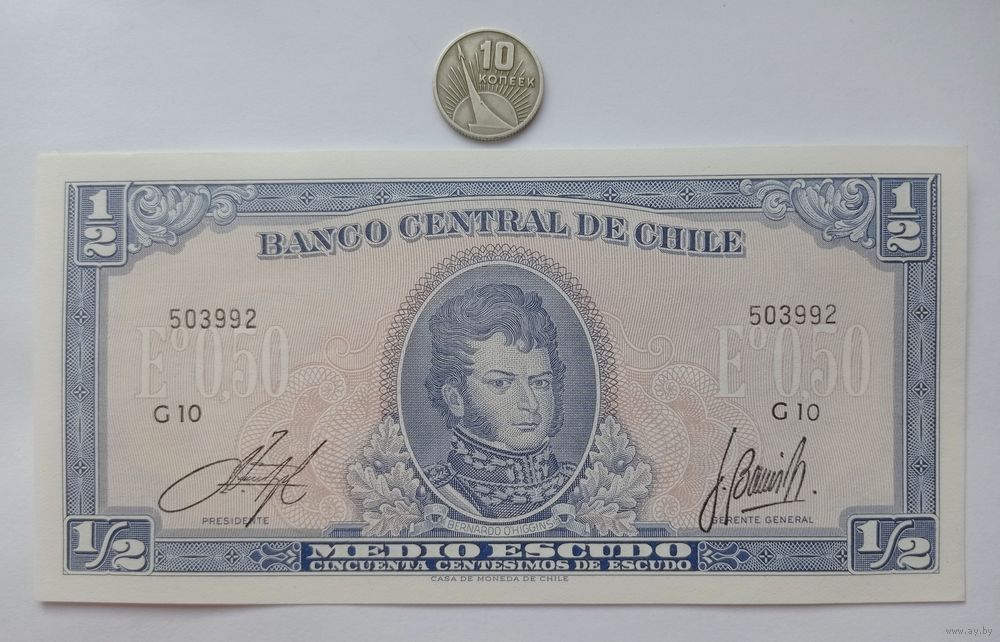 10
КОПЕЕК
1/2
1/2
BANCO CENTRAL DE CHILE
503992
503992
Eº 0,50
Eº 0,50
G 10
G 10
PRESIDENTE
GERENTE GENERAL
BERNARDO O'HIGGINS
1/2
1/2
MEDIO ESCUDO
CINCUENTA CENTESIMOS DE ESCUDO
CASA DE MONEDA DE CHILE
www.ay.by